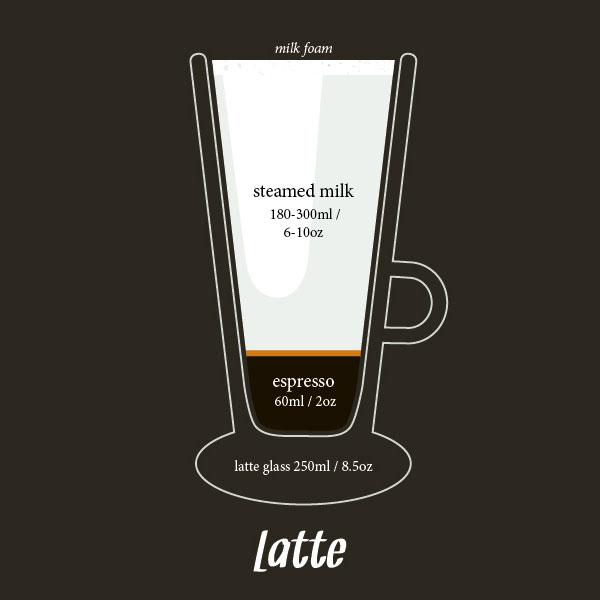 milk foam
steamed milk
180-300ml /
6-10oz
espresso
60ml / 2oz
latte glass 250ml / 8.5oz
Latte